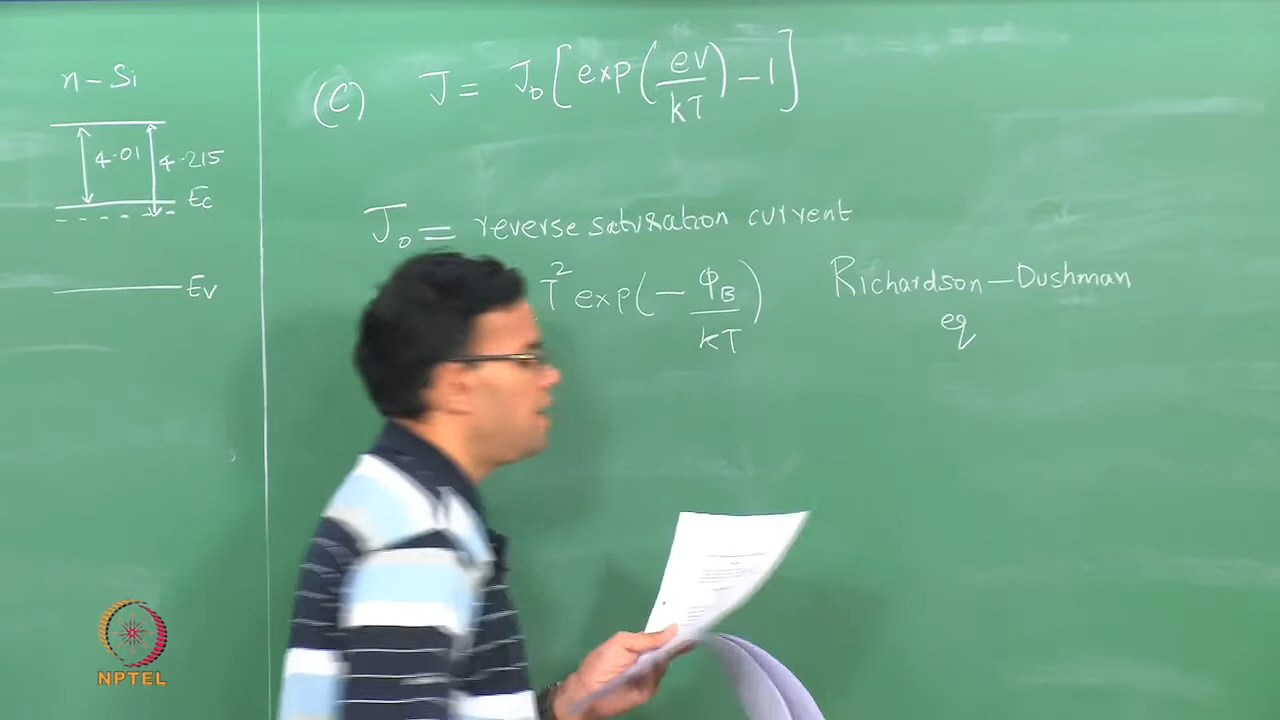 n-Si
4.01 4.215
Ec
Ev
(c) J = J₀[exp(eV/kT) - 1]
J₀ = reverse saturation current
T² exp(-φ_B/kT) Richardson-Dushman
eq
NPTEL